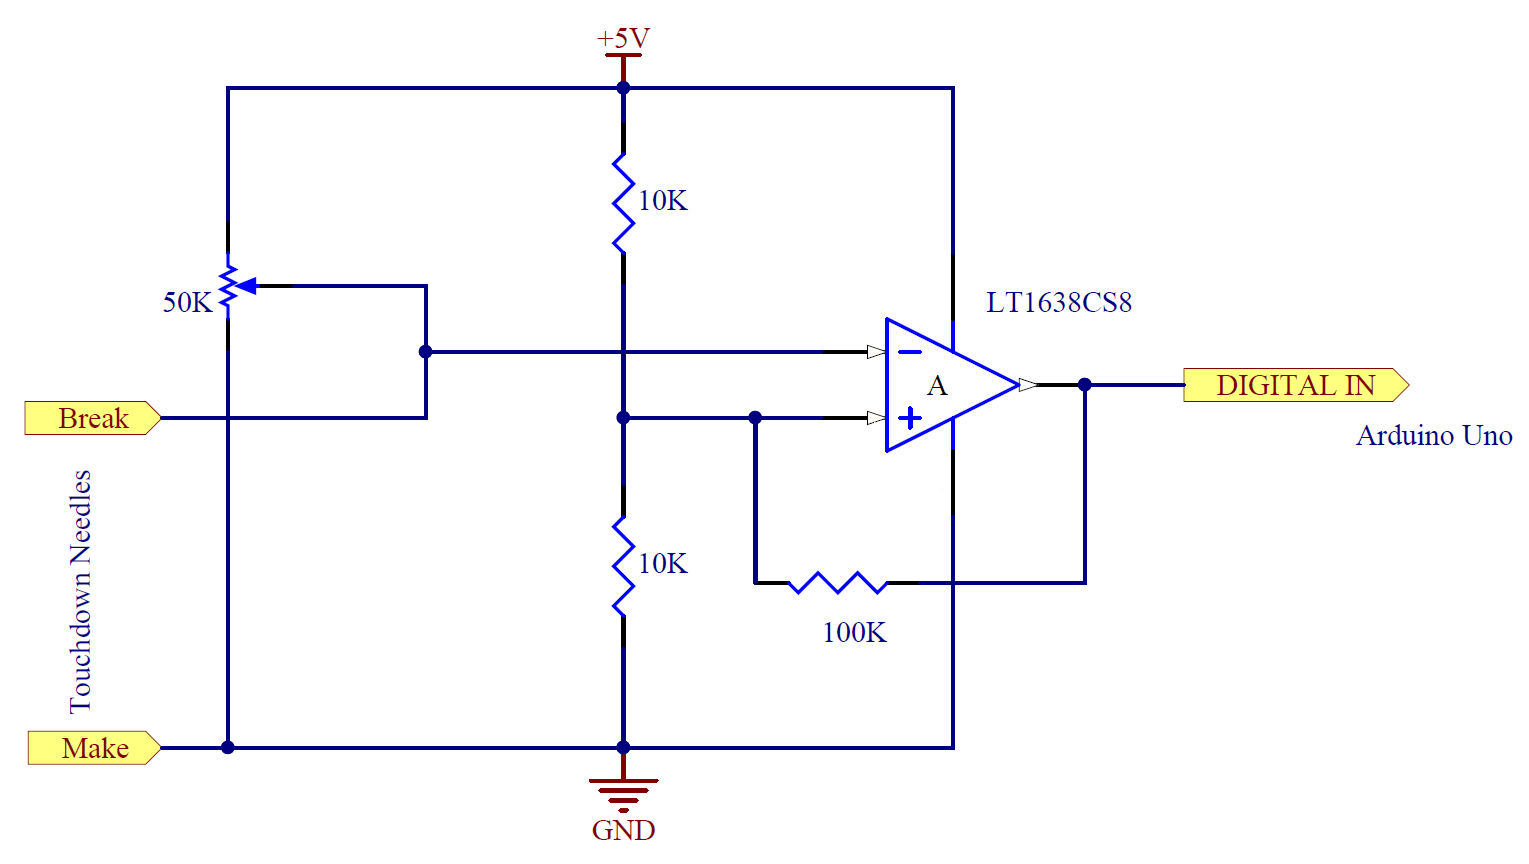 +5V
10K
50K
LT1638CS8
A
DIGITAL IN
Arduino Uno
Break
Touchdown Needles
10K
100K
Make
GND